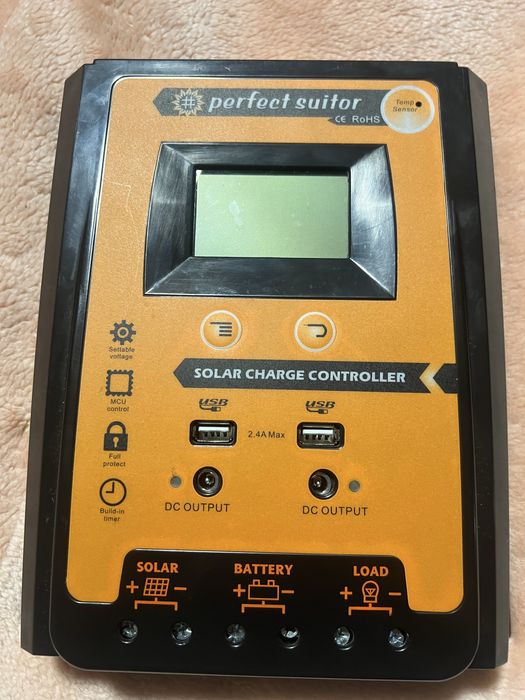 perfect suitor
CE RoHS
Temp
Sensor
Settable
voltage
SOLAR CHARGE CONTROLLER
MCU
control
USB
USB
2.4A Max
Full
protect
DC OUTPUT
DC OUTPUT
Build-in
timer
SOLAR
BATTERY
LOAD
+ −
+ −
+ −